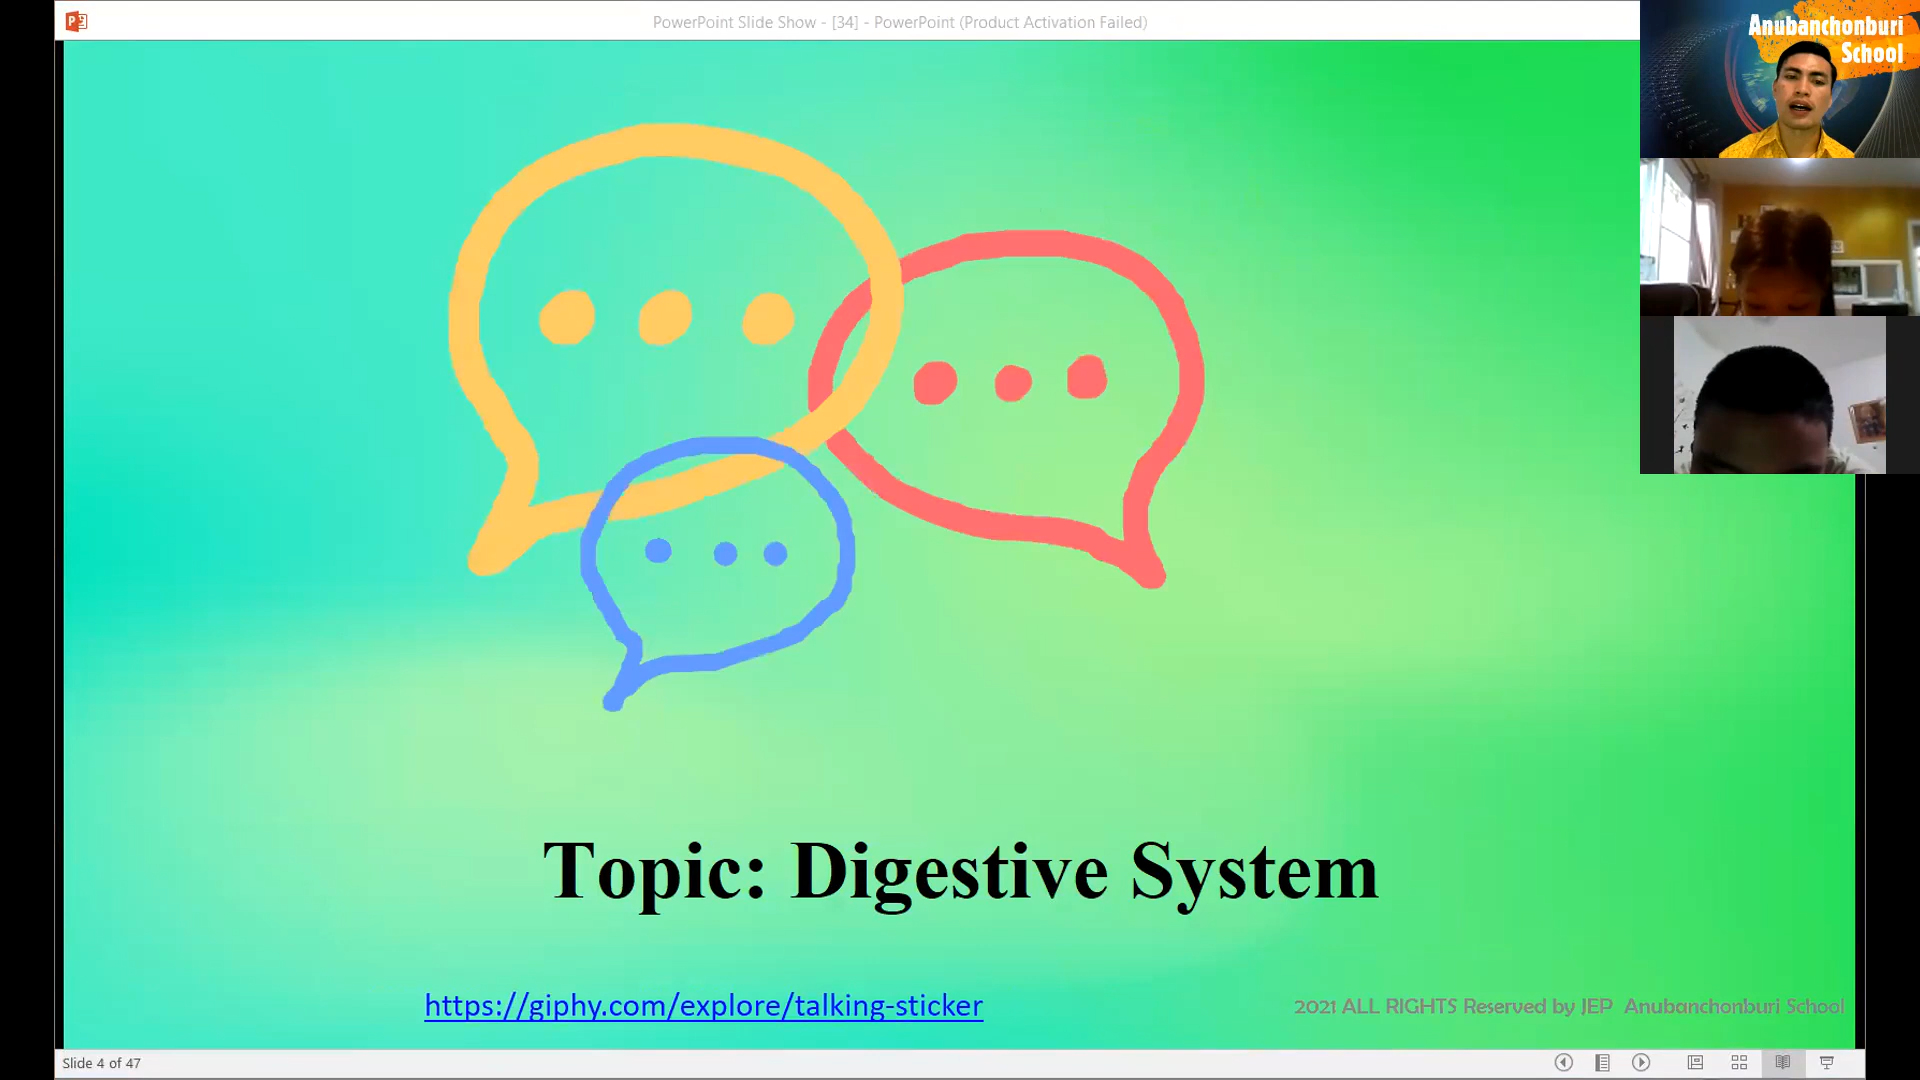 PowerPoint Slide Show - [34] - PowerPoint (Product Activation Failed)
Anubanchonburi
School
Topic: Digestive System
https://giphy.com/explore/talking-sticker
2021 ALL RIGHTS Reserved by JEP Anubanchonburi School
Slide 4 of 47